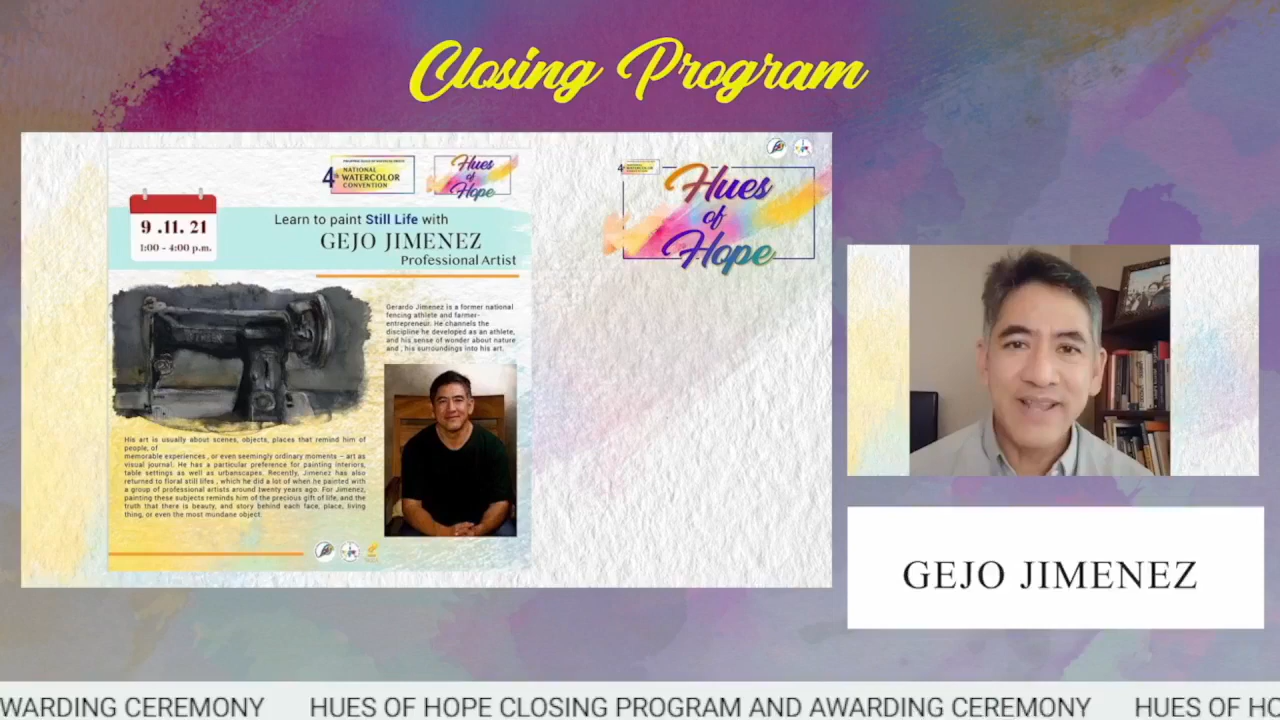 Closing Program
4th NATIONAL
WATERCOLOR
CONVENTION
Hues
of
Hope
9 .11. 21
1:00 - 4:00 p.m.
Learn to paint Still Life with
GEJO JIMENEZ
Professional Artist
Gerardo Jimenez is a former national
fencing athlete and farmer-
entrepreneur. He channels the
discipline he developed as an athlete,
and his sense of wonder about nature
and , his surroundings into his art.
His art is usually about scenes, objects, places that remind him of
people, of
memorable experiences , or even seemingly ordinary moments – art as
visual journal. He has a particular preference for painting interiors,
table settings as well as urbanscapes. Recently, Jimenez has also
returned to floral still lifes , which he did a lot of when he painted with
a group of professional artists around twenty years ago. For Jimenez,
painting these subjects reminds him of the precious gift of life, and the
truth that there is beauty, and story behind each face, place, living
thing, or even the most mundane object.
Hues
of
Hope
GEJO JIMENEZ
WARDING CEREMONY HUES OF HOPE CLOSING PROGRAM AND AWARDING CEREMONY HUES OF HO